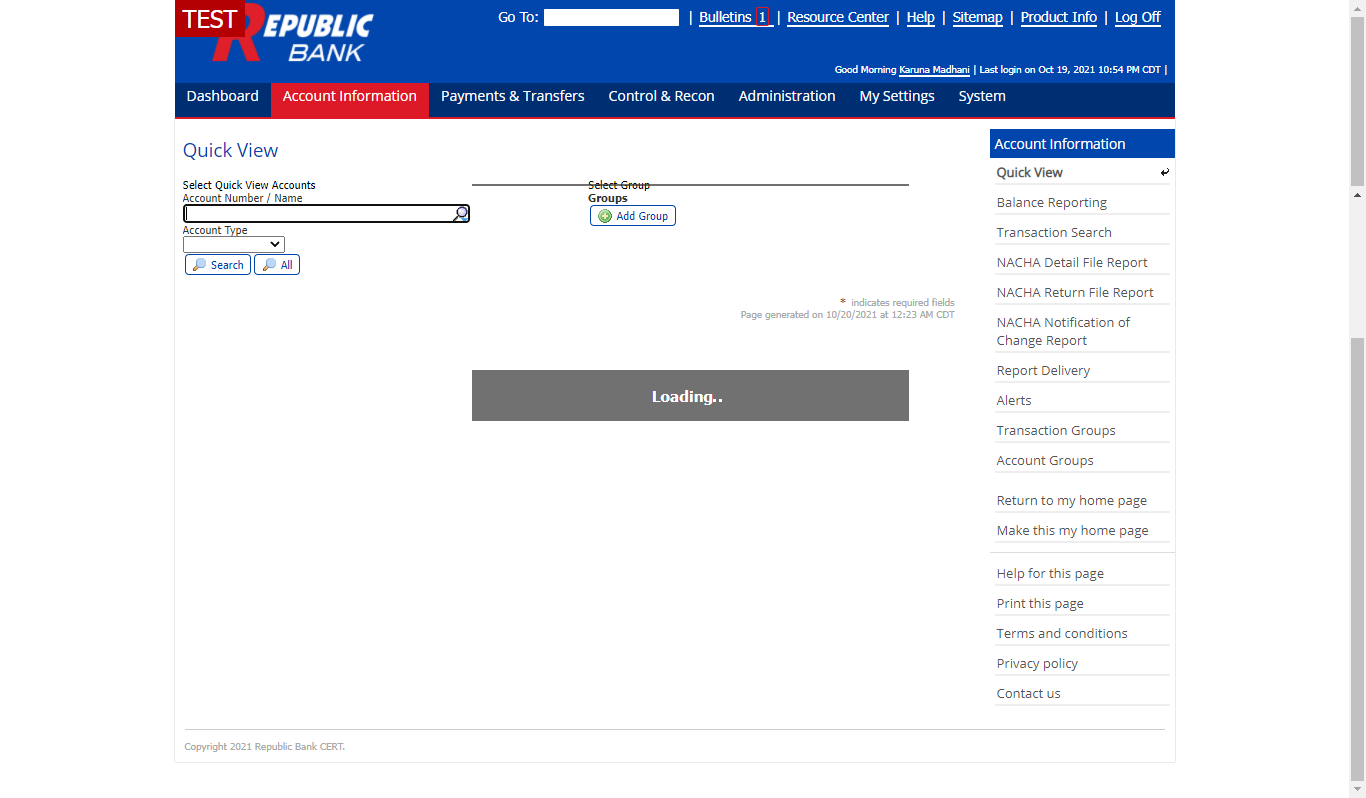 TEST
REPUBLIC
BANK
Go To: | Bulletins 1 | Resource Center | Help | Sitemap | Product Info | Log Off
Good Morning Karuna Madhani | Last login on Oct 19, 2021 10:54 PM CDT |
Dashboard Account Information Payments & Transfers Control & Recon Administration My Settings System
Quick View
Select Quick View Accounts
Account Number / Name
Account Type
Search All
Select Group
Groups
Add Group
* indicates required fields
Page generated on 10/20/2021 at 12:23 AM CDT
Loading..
Account Information
Quick View
Balance Reporting
Transaction Search
NACHA Detail File Report
NACHA Return File Report
NACHA Notification of
Change Report
Report Delivery
Alerts
Transaction Groups
Account Groups
Return to my home page
Make this my home page
Help for this page
Print this page
Terms and conditions
Privacy policy
Contact us
Copyright 2021 Republic Bank CERT.